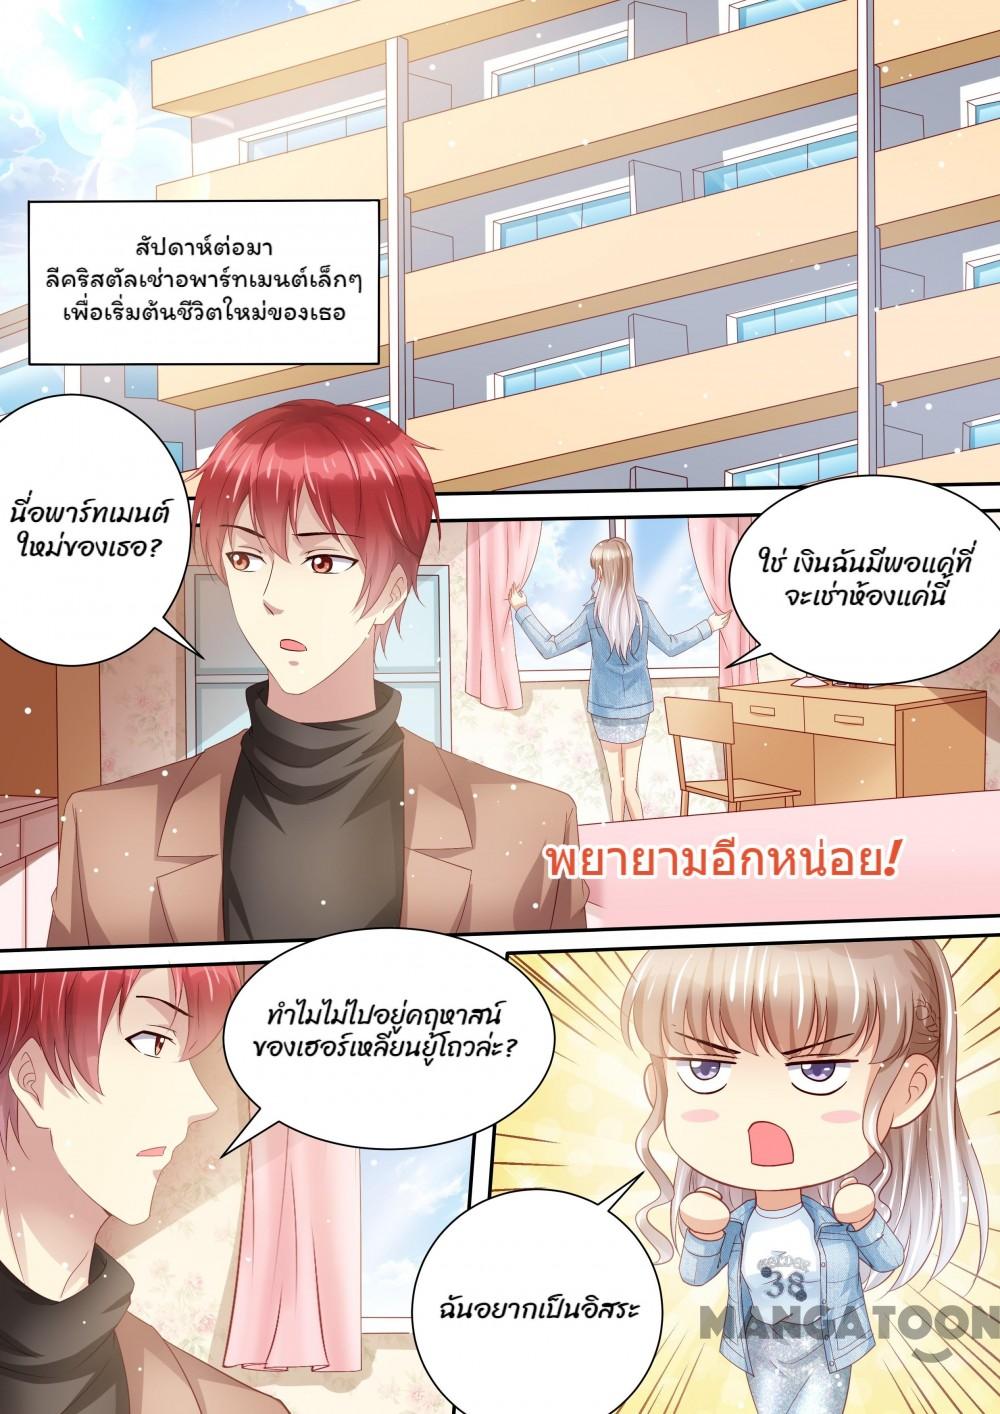 สัปดาห์ต่อมา
ลีคริสตัลเช่าอพาร์ทเมนต์เล็กๆ
เพื่อเริ่มต้นชีวิตใหม่ของเธอ
นี่อพาร์ทเมนต์
ใหม่ของเธอ?
ใช่ เงินฉันมีพอแค่ที่
จะเช่าห้องแค่นี้
พยายามอีกหน่อย!
ทำไมไม่ไปอยู่คฤหาสน์
ของเฮอร์เหลียนยู้โถวล่ะ?
ฉันอยากเป็นอิสระ
38
MANGATOON